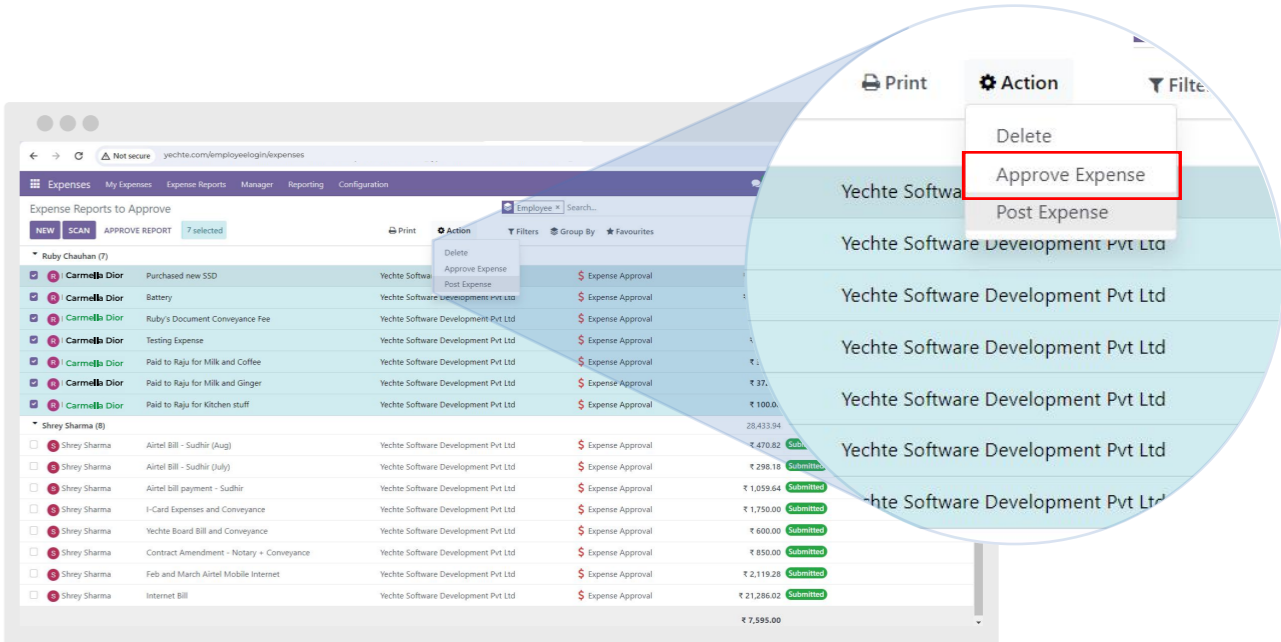 Print Action Filte
Delete
Approve Expense
Post Expense
Yechte Softwa
Yechte Software Development Pvt Ltd
Yechte Software Development Pvt Ltd
Yechte Software Development Pvt Ltd
Yechte Software Development Pvt Ltd
Yechte Software Development Pvt Ltd
Yechte Software Development Pvt Ltd
Not secure yechte.com/employeelogin/expenses
Expenses My Expenses Expense Reports Manager Reporting Configuration
Expense Reports to Approve Employee × Search...
NEW SCAN APPROVE REPORT 7 selected Print Action Filters Group By Favourites
Delete
Approve Expense
Post Expense
Ruby Chauhan (7)
R Carmella Dior Purchased new SSD Yechte Softwa $ Expense Approval
R Carmella Dior Battery Yechte Software Development Pvt Ltd $ Expense Approval
R Carmella Dior Ruby's Document Conveyance Fee Yechte Software Development Pvt Ltd $ Expense Approval
R Carmella Dior Testing Expense Yechte Software Development Pvt Ltd $ Expense Approval
R Carmella Dior Paid to Raju for Milk and Coffee Yechte Software Development Pvt Ltd $ Expense Approval
R Carmella Dior Paid to Raju for Milk and Ginger Yechte Software Development Pvt Ltd $ Expense Approval ₹ 37.
R Carmella Dior Paid to Raju for Kitchen stuff Yechte Software Development Pvt Ltd $ Expense Approval ₹ 100.0
Shrey Sharma (8) 28,433.94
S Shrey Sharma Airtel Bill - Sudhir (Aug) Yechte Software Development Pvt Ltd $ Expense Approval ₹ 470.82 Sub
S Shrey Sharma Airtel Bill - Sudhir (July) Yechte Software Development Pvt Ltd $ Expense Approval ₹ 298.18 Submitted
S Shrey Sharma Airtel bill payment - Sudhir Yechte Software Development Pvt Ltd $ Expense Approval ₹ 1,059.64 Submitted
S Shrey Sharma I-Card Expenses and Conveyance Yechte Software Development Pvt Ltd $ Expense Approval ₹ 1,750.00 Submitted
S Shrey Sharma Yechte Board Bill and Conveyance Yechte Software Development Pvt Ltd $ Expense Approval ₹ 600.00 Submitted
S Shrey Sharma Contract Amendment - Notary + Conveyance Yechte Software Development Pvt Ltd $ Expense Approval ₹ 850.00 Submitted
S Shrey Sharma Feb and March Airtel Mobile Internet Yechte Software Development Pvt Ltd $ Expense Approval ₹ 2,119.28 Submitted
S Shrey Sharma Internet Bill Yechte Software Development Pvt Ltd $ Expense Approval ₹ 21,286.02 Submitted
₹ 7,595.00